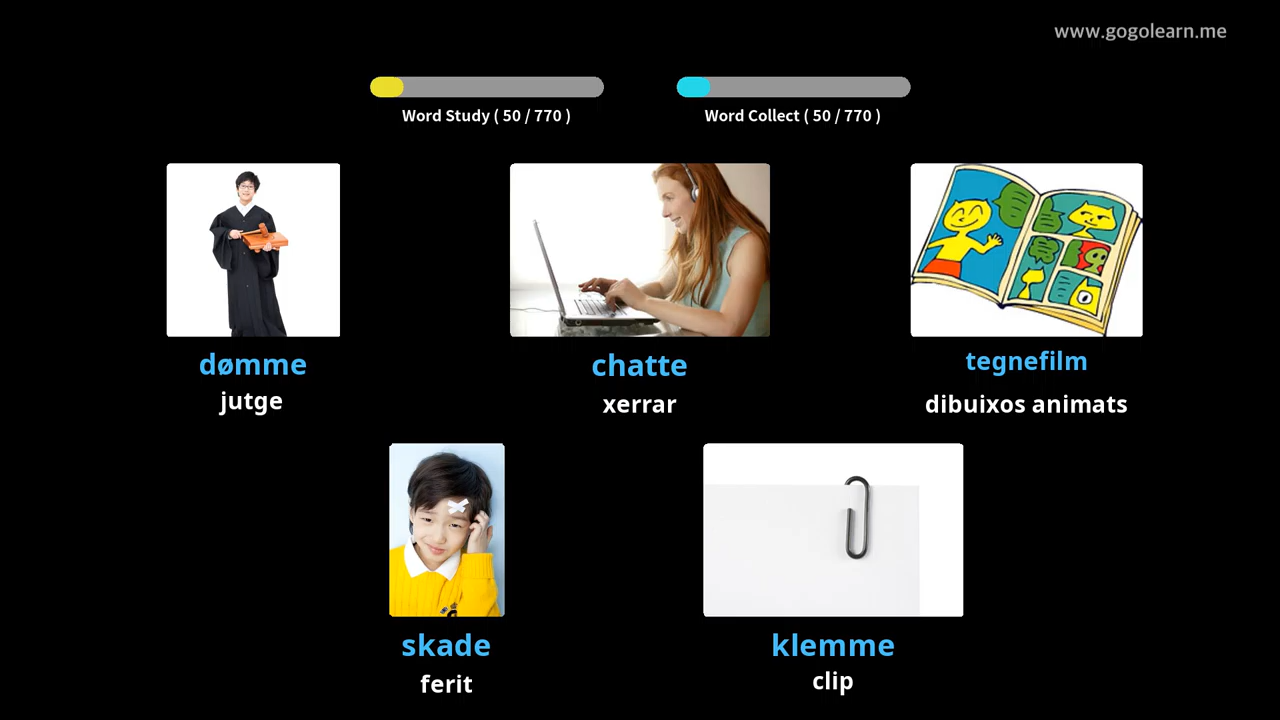 www.gogolearn.me
Word Study ( 50 / 770 )
Word Collect ( 50 / 770 )
dømme
jutge
chatte
xerrar
tegnefilm
dibuixos animats
skade
ferit
klemme
clip